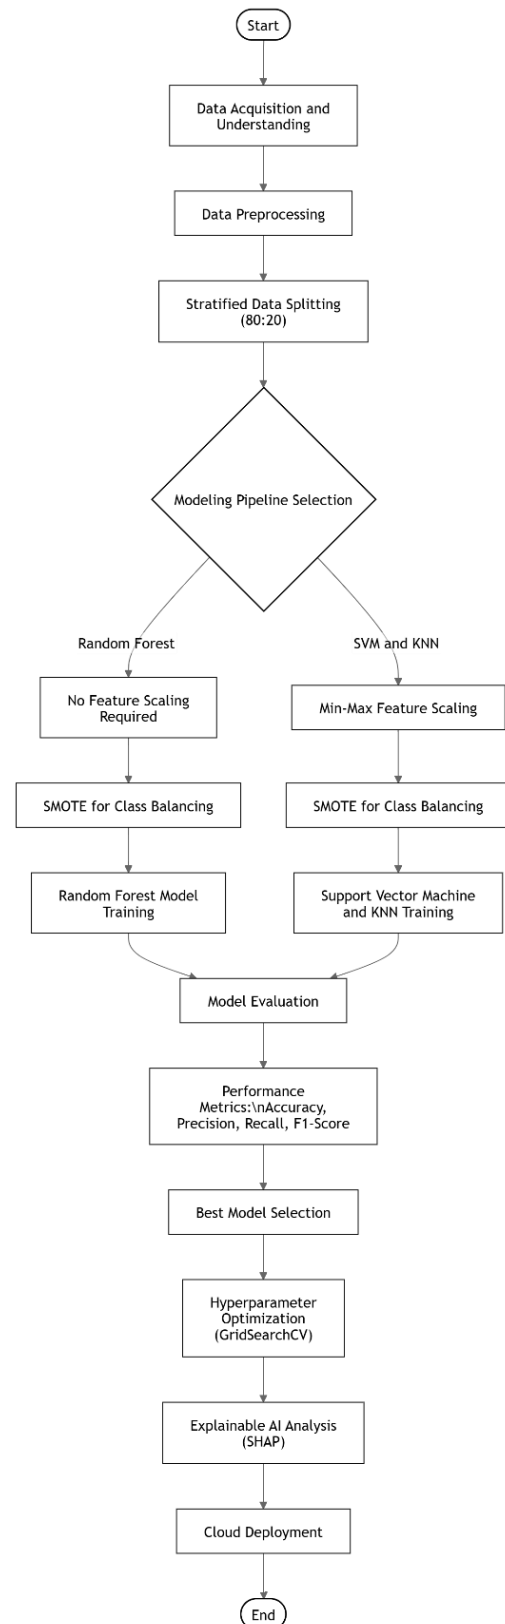 Start
Data Acquisition and
Understanding
Data Preprocessing
Stratified Data Splitting
(80:20)
Modeling Pipeline Selection
Random Forest
SVM and KNN
No Feature Scaling
Required
Min-Max Feature Scaling
SMOTE for Class Balancing
SMOTE for Class Balancing
Random Forest Model
Training
Support Vector Machine
and KNN Training
Model Evaluation
Performance
Metrics:\nAccuracy,
Precision, Recall, F1-Score
Best Model Selection
Hyperparameter
Optimization
(GridSearchCV)
Explainable AI Analysis
(SHAP)
Cloud Deployment
End